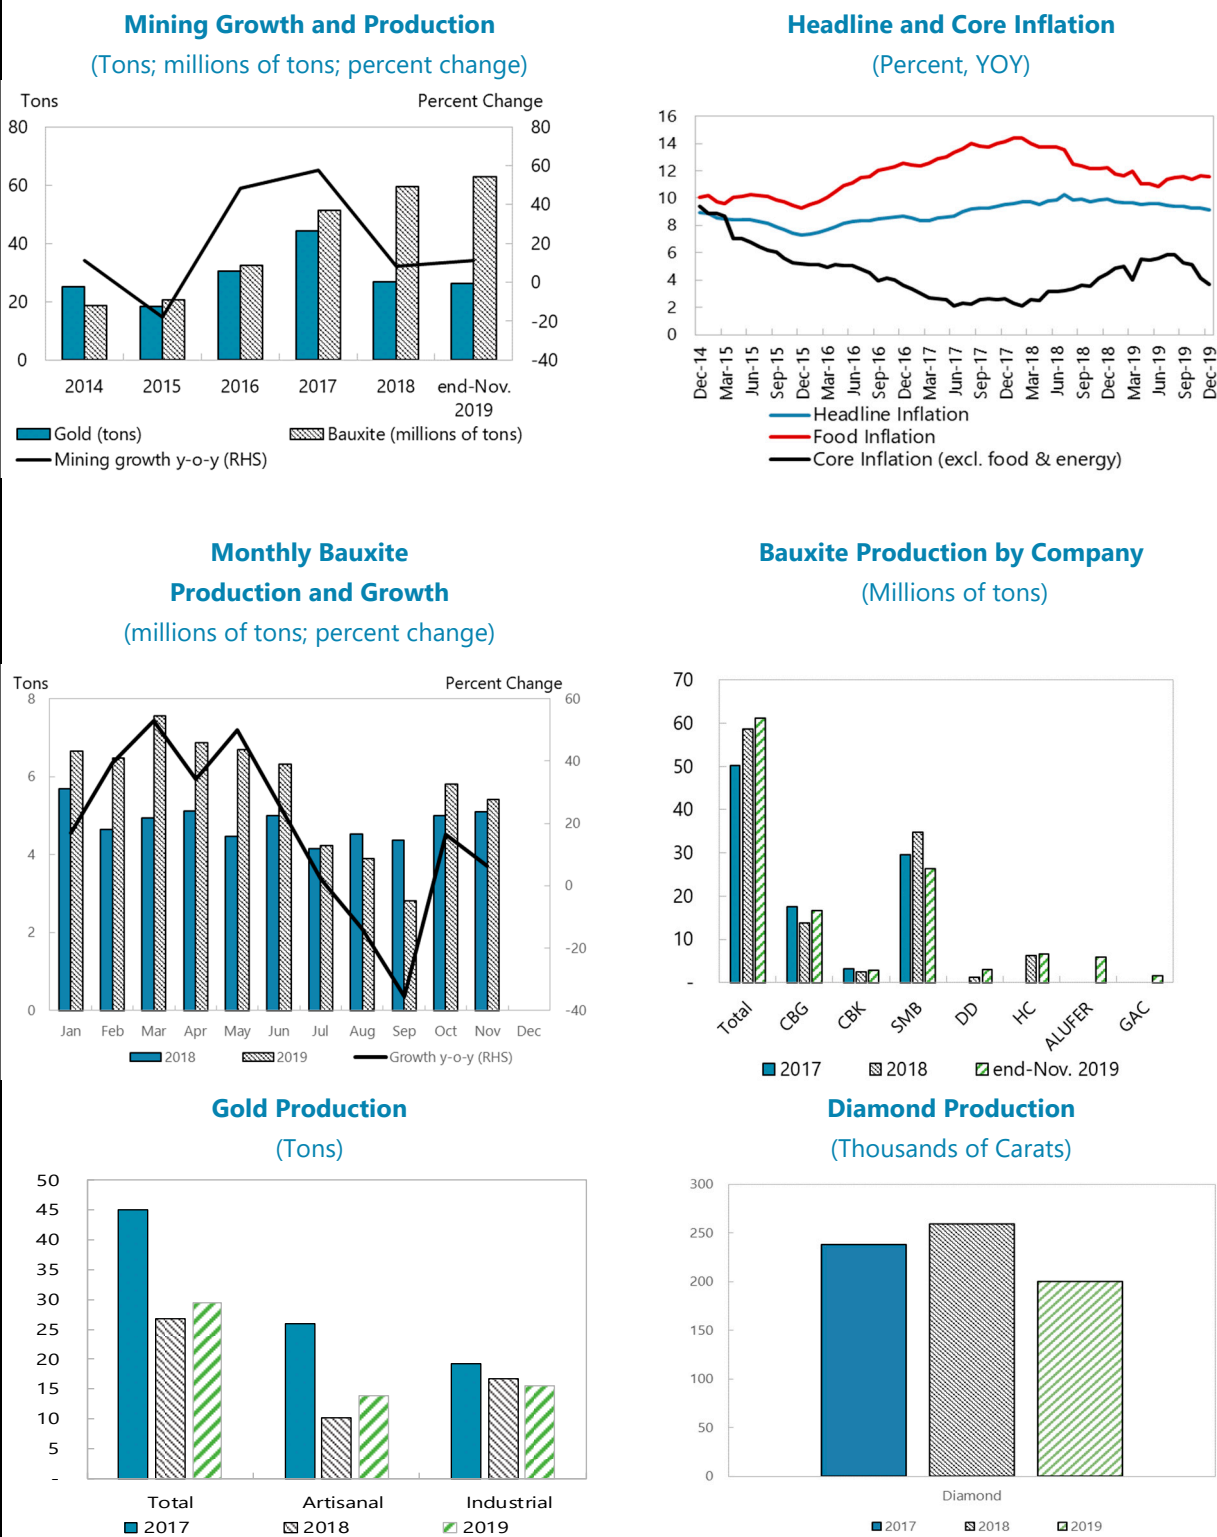 Mining Growth and Production
(Tons; millions of tons; percent change)
Tons
Percent Change
80
60
40
20
0
80
60
40
20
0
-20
-40
2014
2015
2016
2017
2018
end-Nov.
2019
Gold (tons)
Bauxite (millions of tons)
Mining growth y-o-y (RHS)
Headline and Core Inflation
(Percent, YOY)
16
14
12
10
8
6
4
2
0
Dec-14
Mar-15
Jun-15
Sep-15
Dec-15
Mar-16
Jun-16
Sep-16
Dec-16
Mar-17
Jun-17
Sep-17
Dec-17
Mar-18
Jun-18
Sep-18
Dec-18
Mar-19
Jun-19
Sep-19
Dec-19
Headline Inflation
Food Inflation
Core Inflation (excl. food & energy)
Monthly Bauxite
Production and Growth
(millions of tons; percent change)
Tons
Percent Change
8
6
4
2
0
60
40
20
0
-20
-40
Jan
Feb
Mar
Apr
May
Jun
Jul
Aug
Sep
Oct
Nov
Dec
2018
2019
Growth y-o-y (RHS)
Bauxite Production by Company
(Millions of tons)
70
60
50
40
30
20
10
-
Total
CBG
CBK
SMB
DD
HC
ALUFER
GAC
2017
2018
end-Nov. 2019
Gold Production
(Tons)
50
45
40
35
30
25
20
15
10
5
-
Total
Artisanal
Industrial
2017
2018
2019
Diamond Production
(Thousands of Carats)
300
250
200
150
100
50
0
Diamond
2017
2018
2019